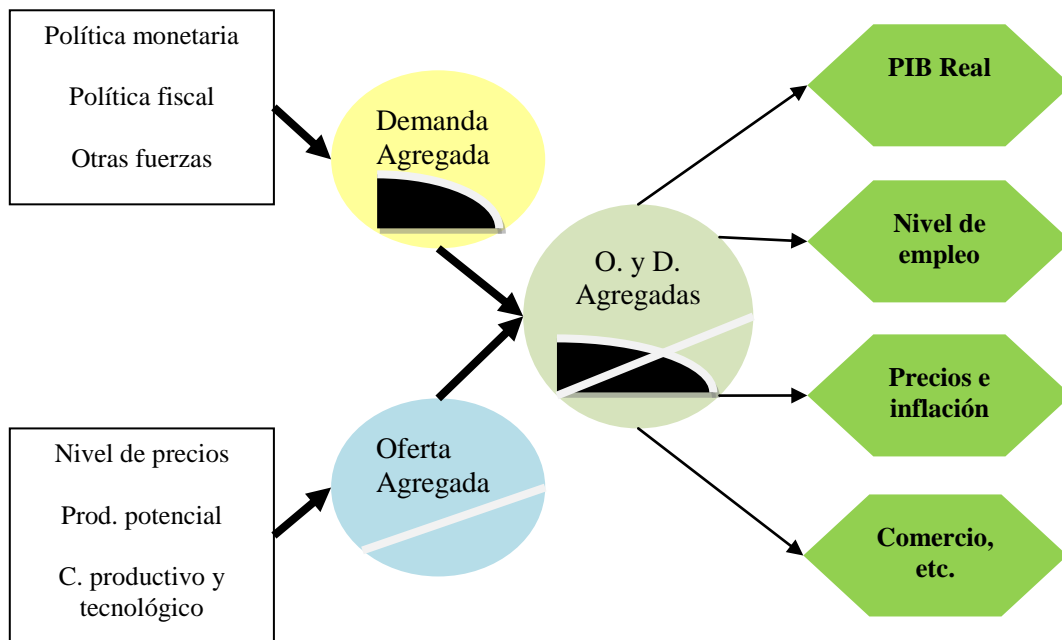 Política monetaria
Política fiscal
Otras fuerzas
Demanda
Agregada
Nivel de precios
Prod. potencial
C. productivo y
tecnológico
Oferta
Agregada
O. y D.
Agregadas
PIB Real
Nivel de
empleo
Precios e
inflación
Comercio,
etc.